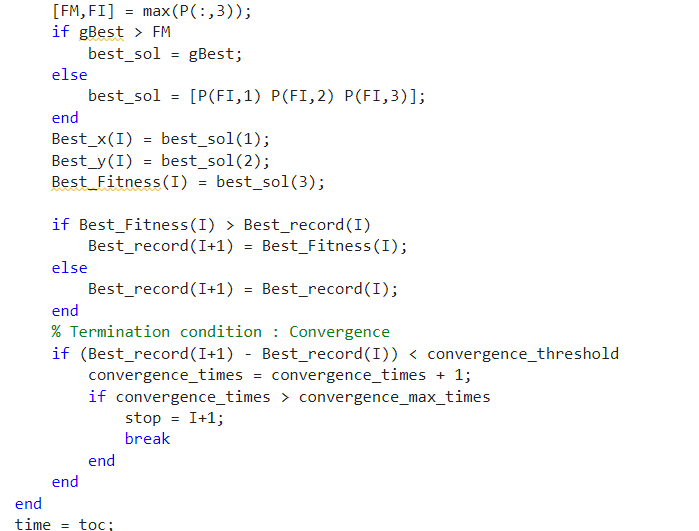 [FM,FI] = max(P(:,3));
if gBest > FM
best_sol = gBest;
else
best_sol = [P(FI,1) P(FI,2) P(FI,3)];
end
Best_x(I) = best_sol(1);
Best_y(I) = best_sol(2);
Best_Fitness(I) = best_sol(3);
if Best_Fitness(I) > Best_record(I)
Best_record(I+1) = Best_Fitness(I);
else
Best_record(I+1) = Best_record(I);
end
% Termination condition : Convergence
if (Best_record(I+1) - Best_record(I)) < convergence_threshold
convergence_times = convergence_times + 1;
if convergence_times > convergence_max_times
stop = I+1;
break
end
end
end
time = toc;